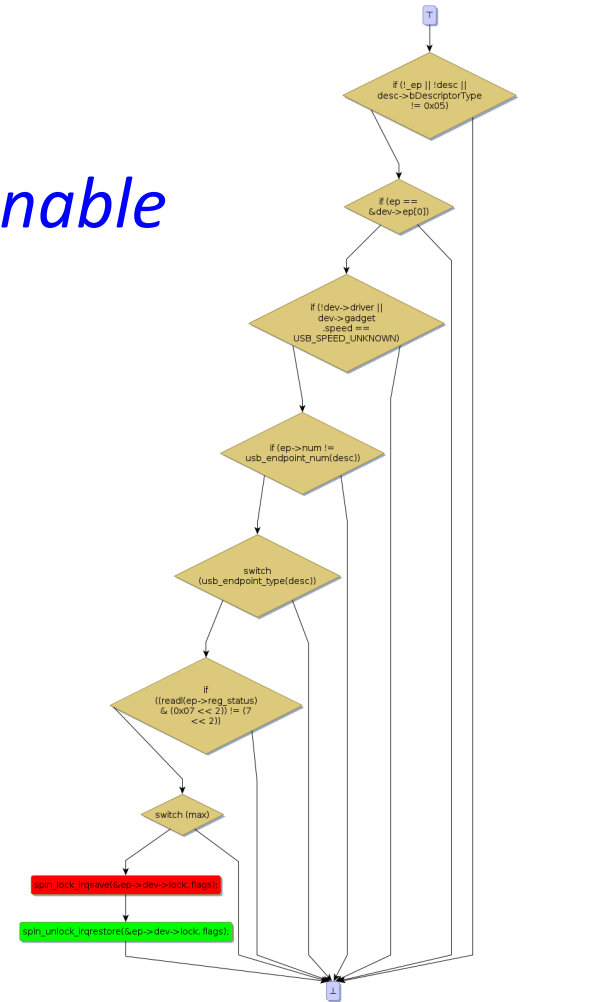 ⊤
if (!_ep || !desc ||
desc->bDescriptorType
!= 0x05)
nable
if (ep ==
&dev->ep[0])
if (!dev->driver ||
dev->gadget
.speed ==
USB_SPEED_UNKNOWN)
if (ep->num !=
usb_endpoint_num(desc))
switch
(usb_endpoint_type(desc))
if
((readl(ep->reg_status)
& (0x07 << 2)) != (7
<< 2))
switch (max)
spin_lock_irqsave(&ep->dev->lock, flags);
spin_unlock_irqrestore(&ep->dev->lock, flags);
⊥